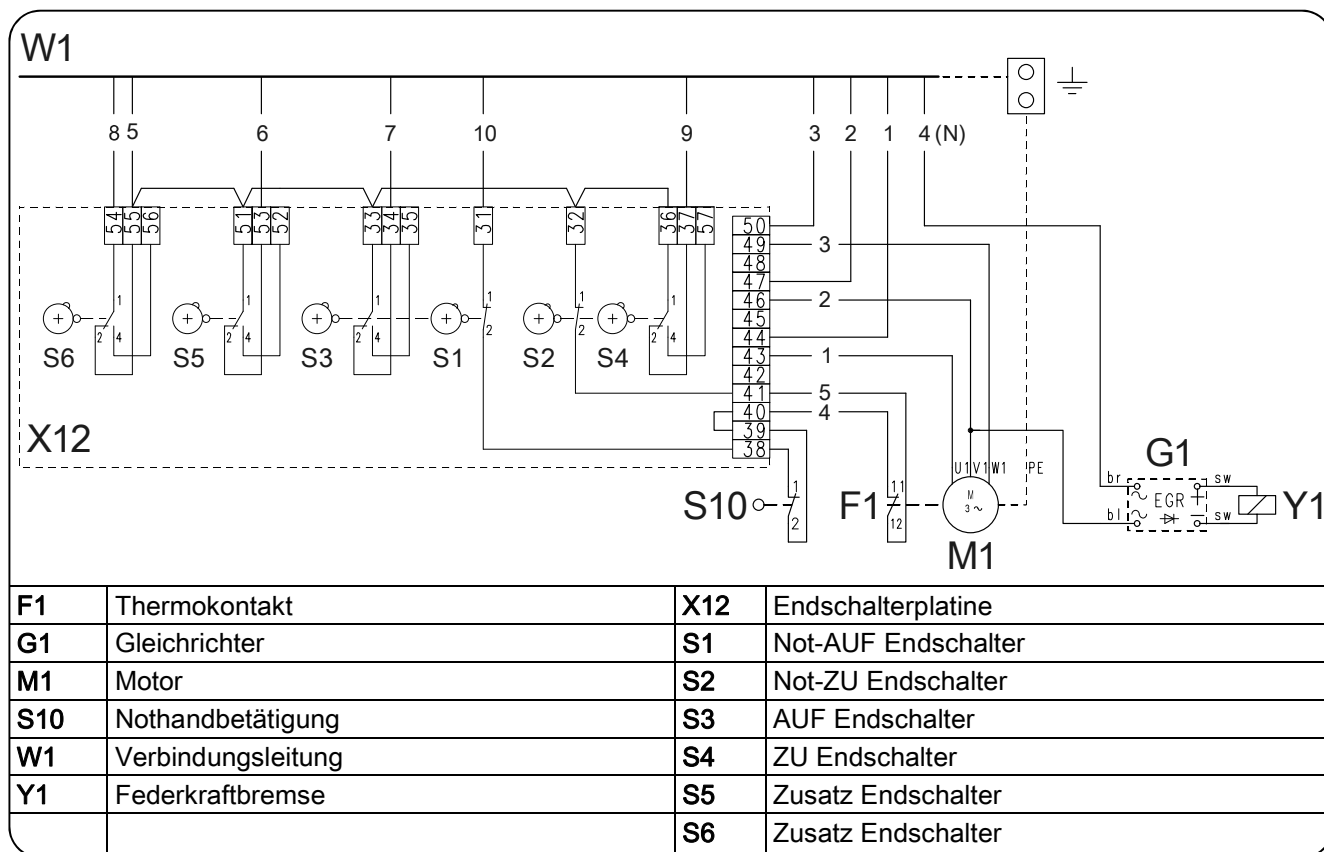 W1
8 5 6 7 10 9 3 2 1 4 (N)
54 55 56 51 53 52 33 34 35 31 32 36 37 57
50
49 3
48
47
46 2
45
44
43 1
42
41 5
40 4
39
38
1 2 4 S6
1 2 4 S5
1 2 4 S3
1 2 S1
1 2 S2
1 2 4 S4
X12
S10 1 2
F1 11 12
U1 V1 W1 PE
M 3 ~
M1
G1
br sw
EGR
bl sw
Y1
F1 Thermokontakt X12 Endschalterplatine
G1 Gleichrichter S1 Not-AUF Endschalter
M1 Motor S2 Not-ZU Endschalter
S10 Nothandbetätigung S3 AUF Endschalter
W1 Verbindungsleitung S4 ZU Endschalter
Y1 Federkraftbremse S5 Zusatz Endschalter
S6 Zusatz Endschalter